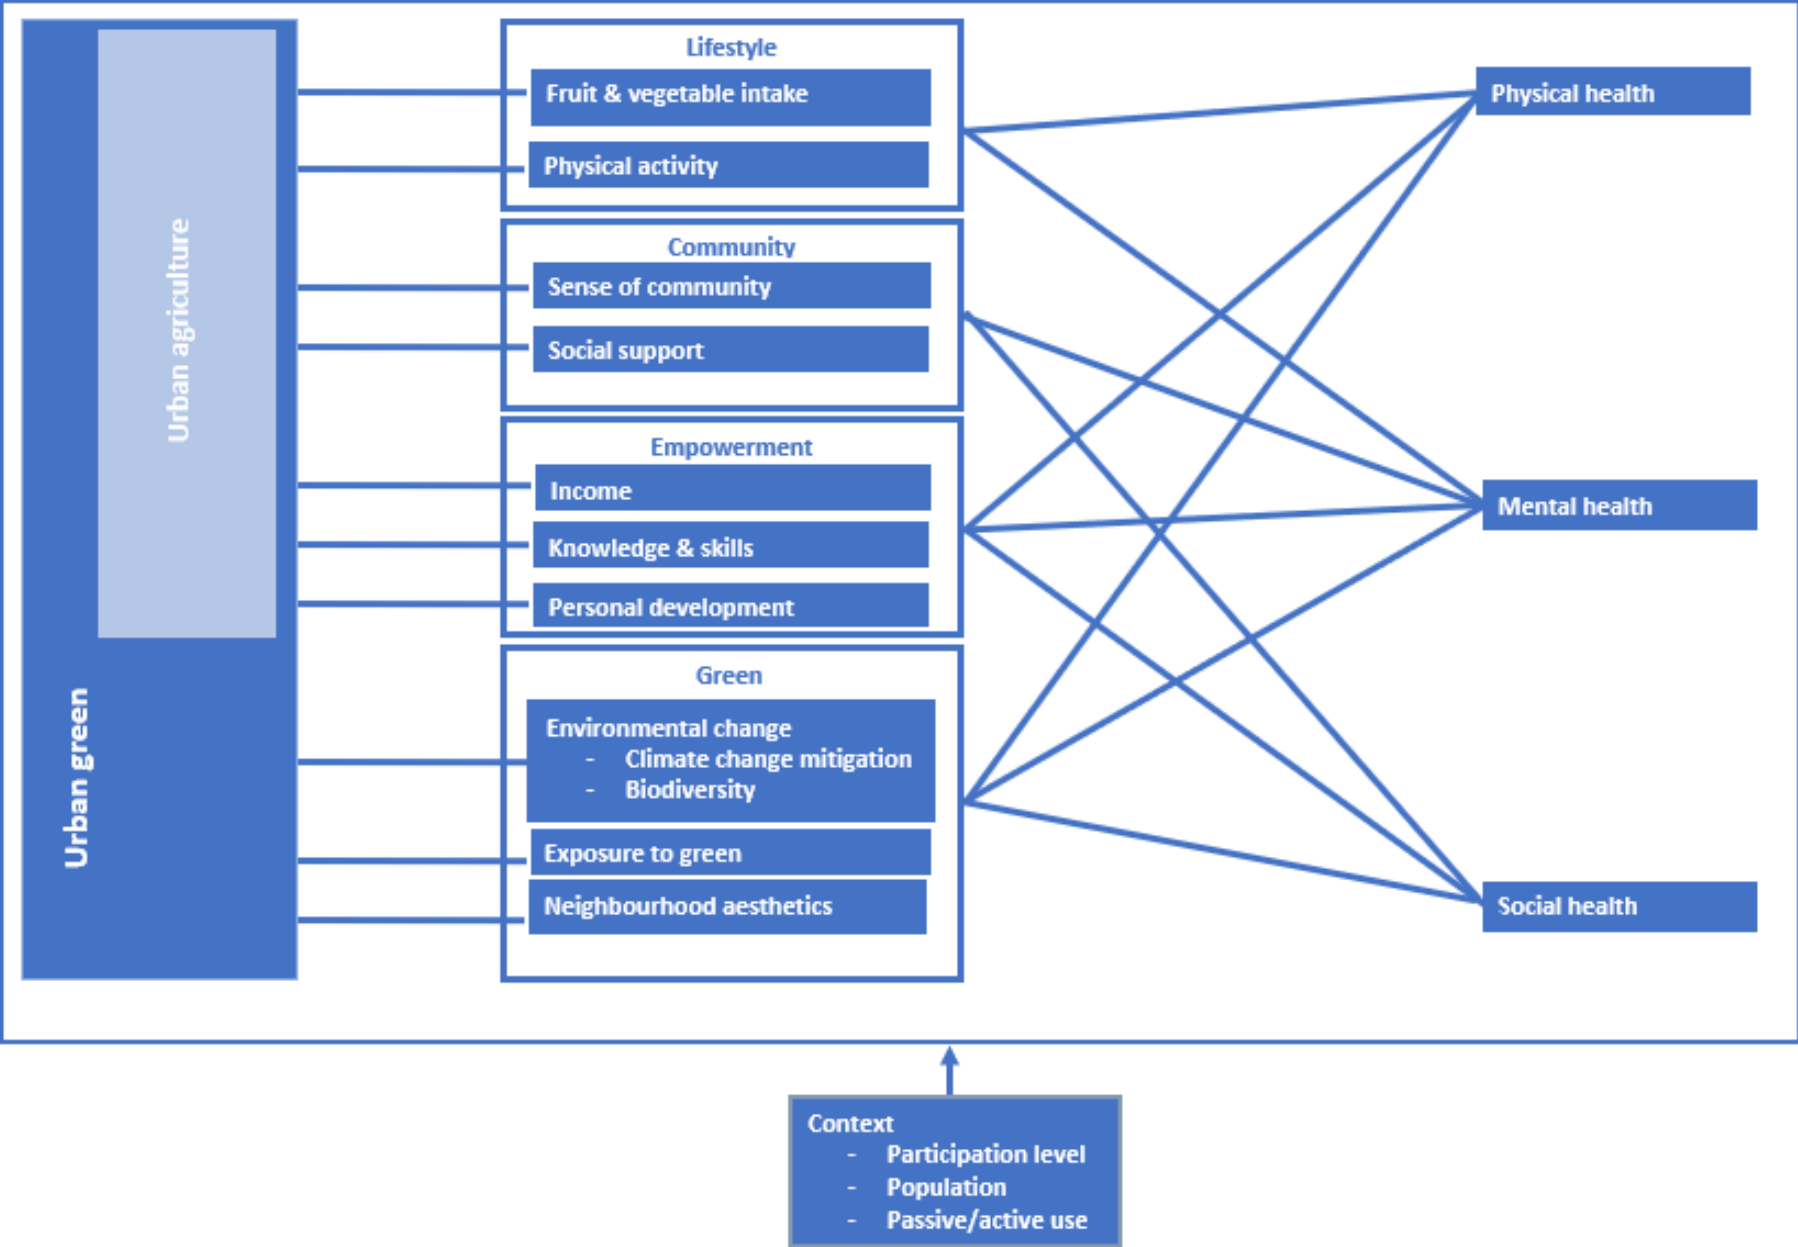 Urban green
Urban agriculture
Lifestyle
Fruit & vegetable intake
Physical activity
Community
Sense of community
Social support
Empowerment
Income
Knowledge & skills
Personal development
Green
Environmental change
- Climate change mitigation
- Biodiversity
Exposure to green
Neighbourhood aesthetics
Physical health
Mental health
Social health
Context
- Participation level
- Population
- Passive/active use